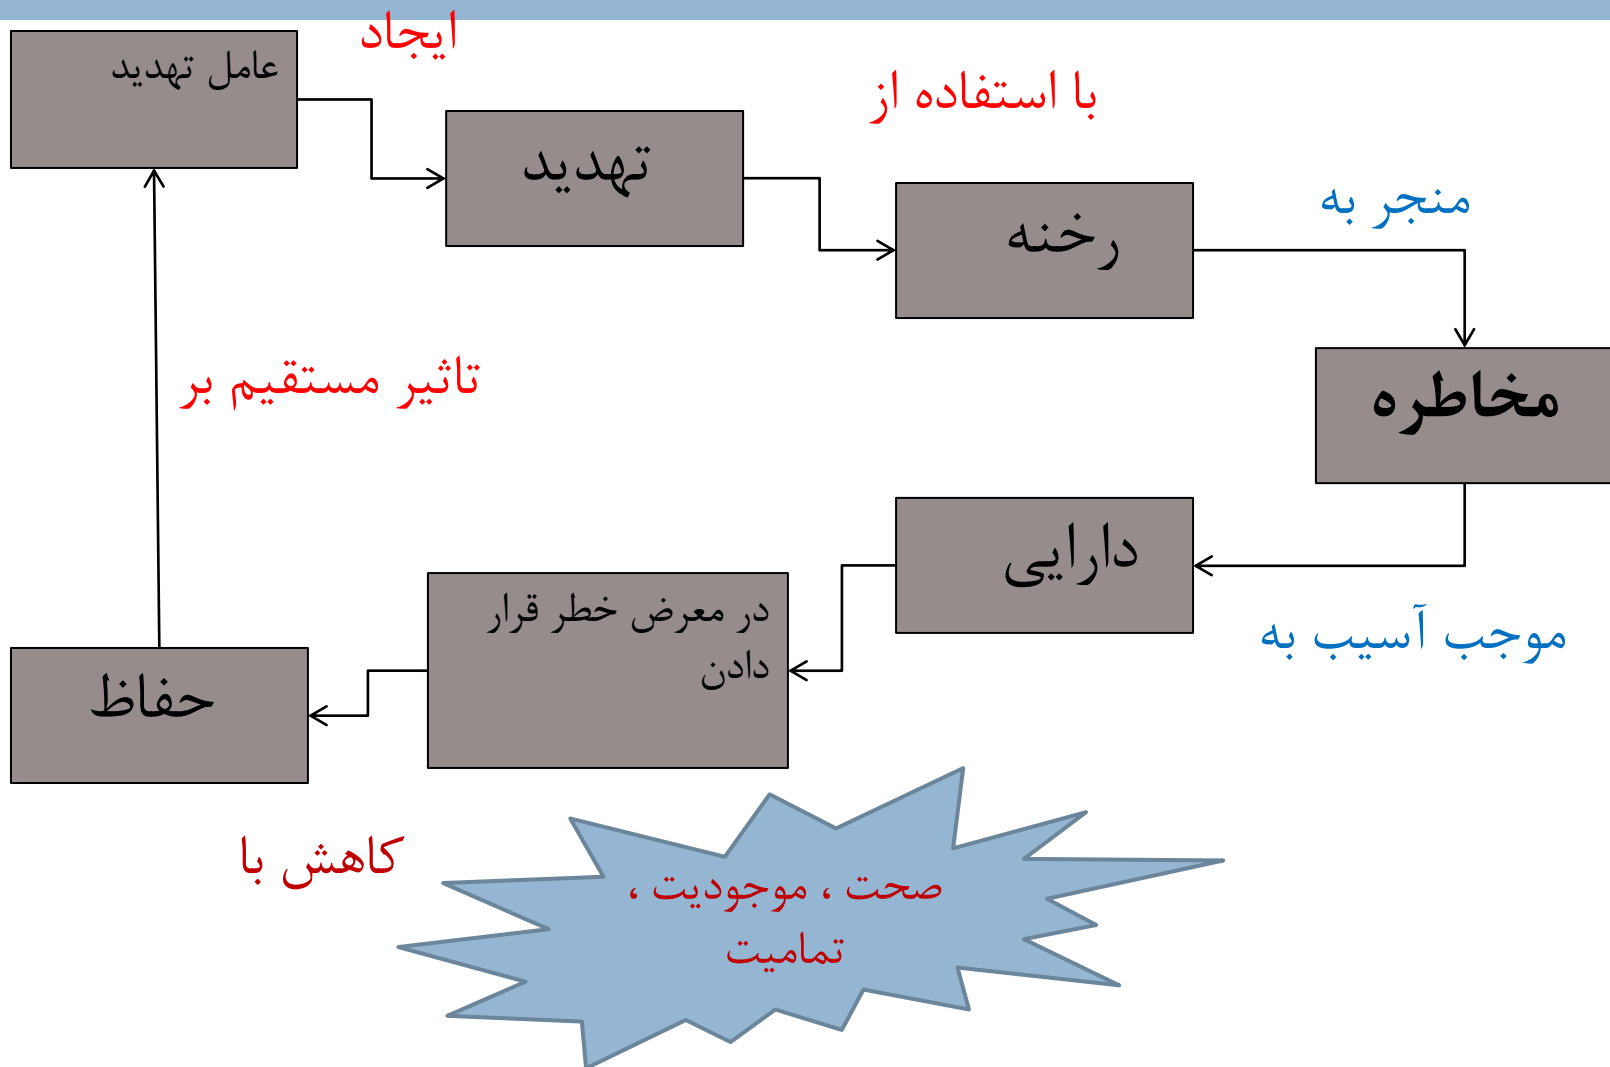 ایجاد
عامل تهدید
با استفاده از
تهدید
منجر به
رخنه
تاثیر مستقیم بر
مخاطره
دارایی
در معرض خطر قرار
دادن
موجب آسیب به
حفاظ
کاهش با
صحت ، موجودیت ،
تمامیت